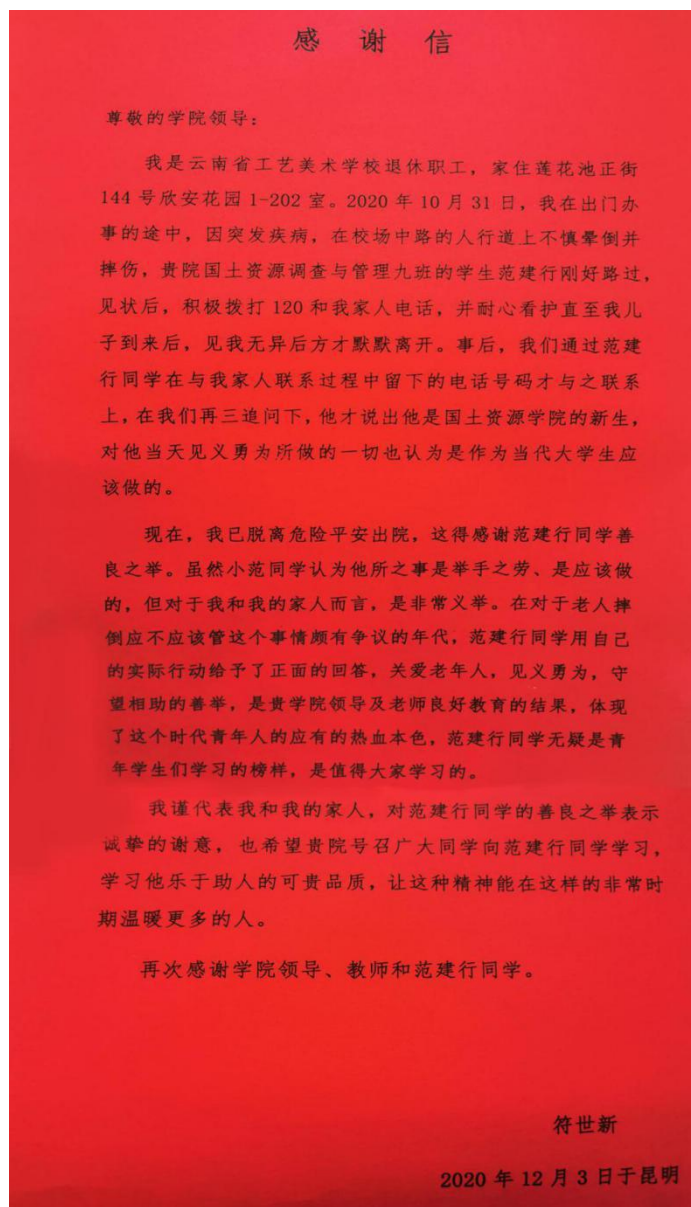 感 谢 信
尊敬的学院领导：
我是云南省工艺美术学校退休职工，家住莲花池正街
144 号欣安花园 1-202 室。2020 年 10 月 31 日，我在出门办
事的途中，因突发疾病，在校场中路的人行道上不慎晕倒并
摔伤，贵院国土资源调查与管理九班的学生范建行刚好路过，
见状后，积极拨打 120 和我家人电话，并耐心看护直至我儿
子到来后，见我无异后方才默默离开。事后，我们通过范建
行同学在与我家人联系过程中留下的电话号码才与之联系
上，在我们再三追问下，他才说出他是国土资源学院的新生，
对他当天见义勇为所做的一切也认为是作为当代大学生应
该做的。
现在，我已脱离危险平安出院，这得感谢范建行同学善
良之举。虽然小范同学认为他所之事是举手之劳、是应该做
的，但对于我和我的家人而言，是非常义举。在对于老人摔
倒应不应该管这个事情颇有争议的年代，范建行同学用自己
的实际行动给予了正面的回答，关爱老年人，见义勇为，守
望相助的善举，是贵学院领导及老师良好教育的结果，体现
了这个时代青年人的应有的热血本色，范建行同学无疑是青
年学生们学习的榜样，是值得大家学习的。
我谨代表我和我的家人，对范建行同学的善良之举表示
诚挚的谢意，也希望贵院号召广大同学向范建行同学学习，
学习他乐于助人的可贵品质，让这种精神能在这样的非常时
期温暖更多的人。
再次感谢学院领导、教师和范建行同学。
符世新
2020 年 12 月 3 日于昆明